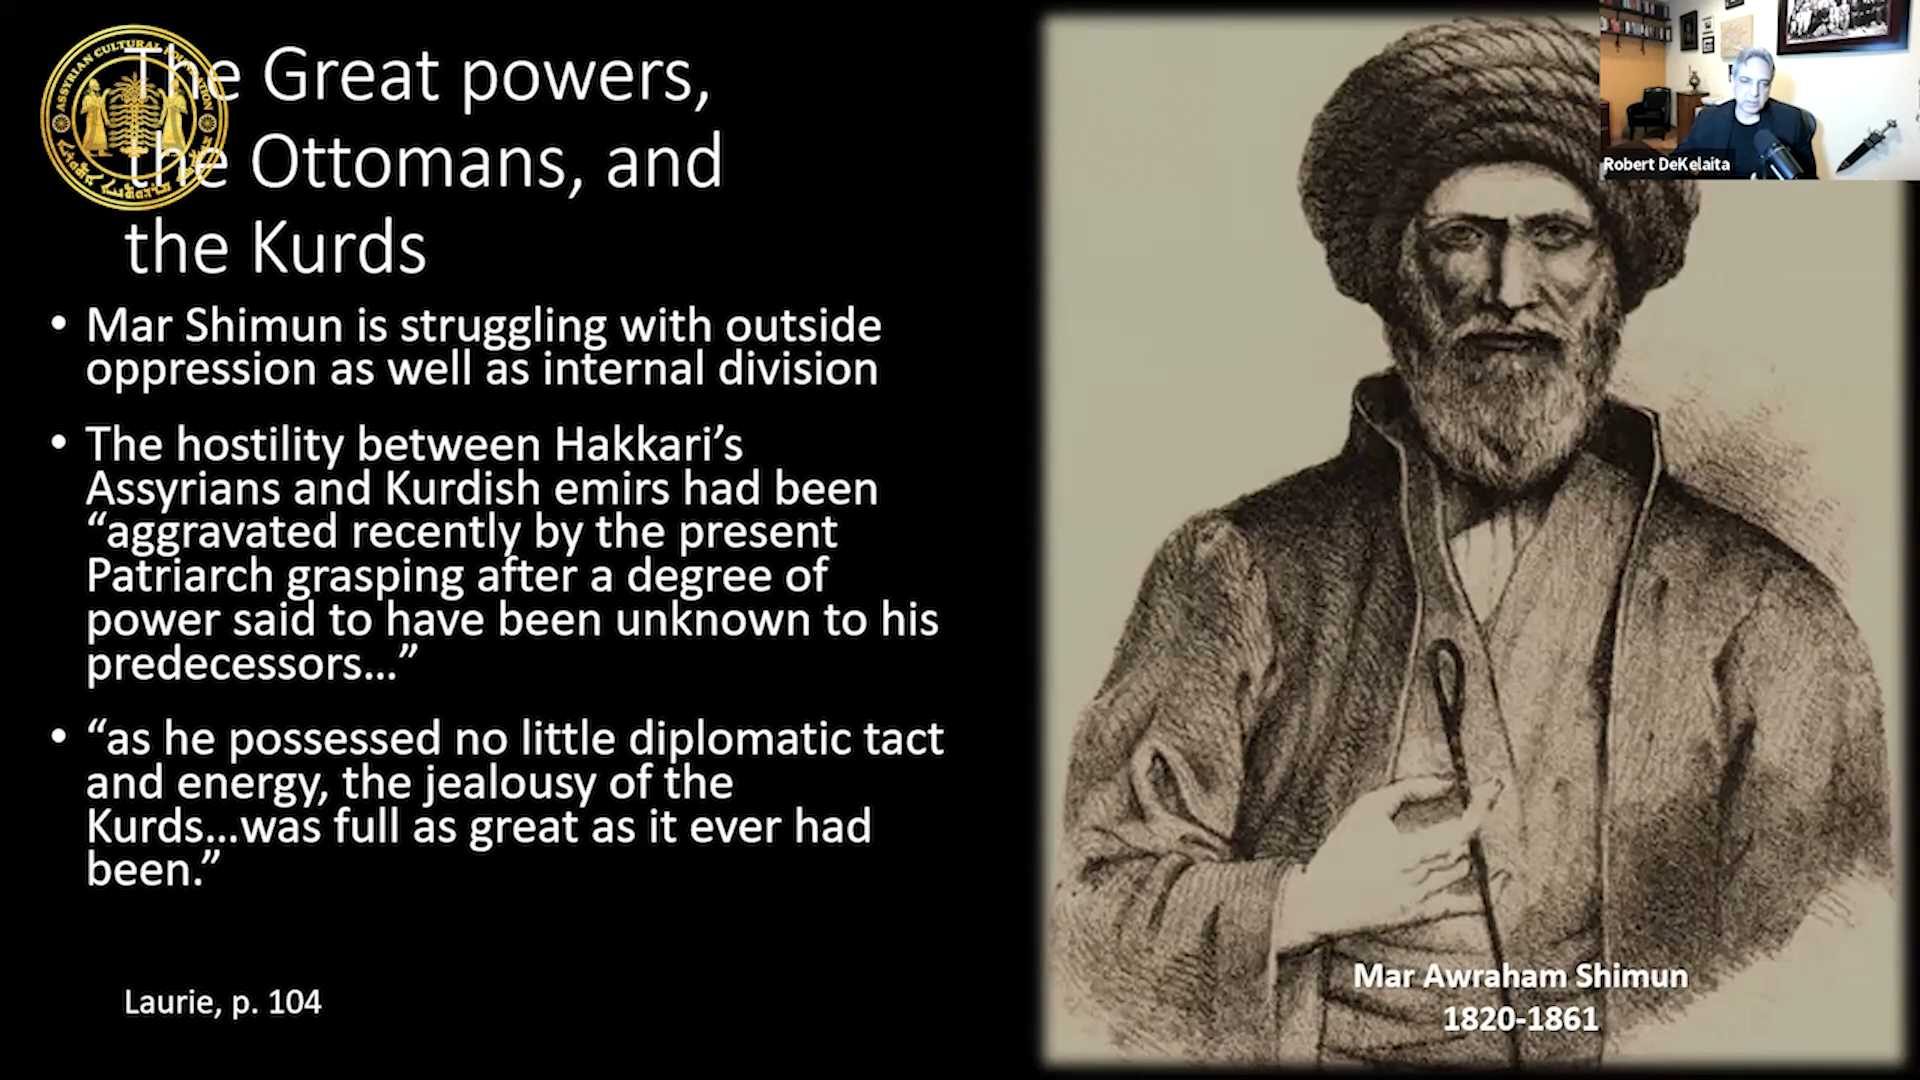 ASSYRIAN CULTURAL FOUNDATION
The Great powers,
the Ottomans, and
the Kurds
• Mar Shimun is struggling with outside
oppression as well as internal division
• The hostility between Hakkari’s
Assyrians and Kurdish emirs had been
“aggravated recently by the present
Patriarch grasping after a degree of
power said to have been unknown to his
predecessors…”
• “as he possessed no little diplomatic tact
and energy, the jealousy of the
Kurds…was full as great as it ever had
been.”
Laurie, p. 104
Robert DeKelaita
Mar Awraham Shimun
1820-1861